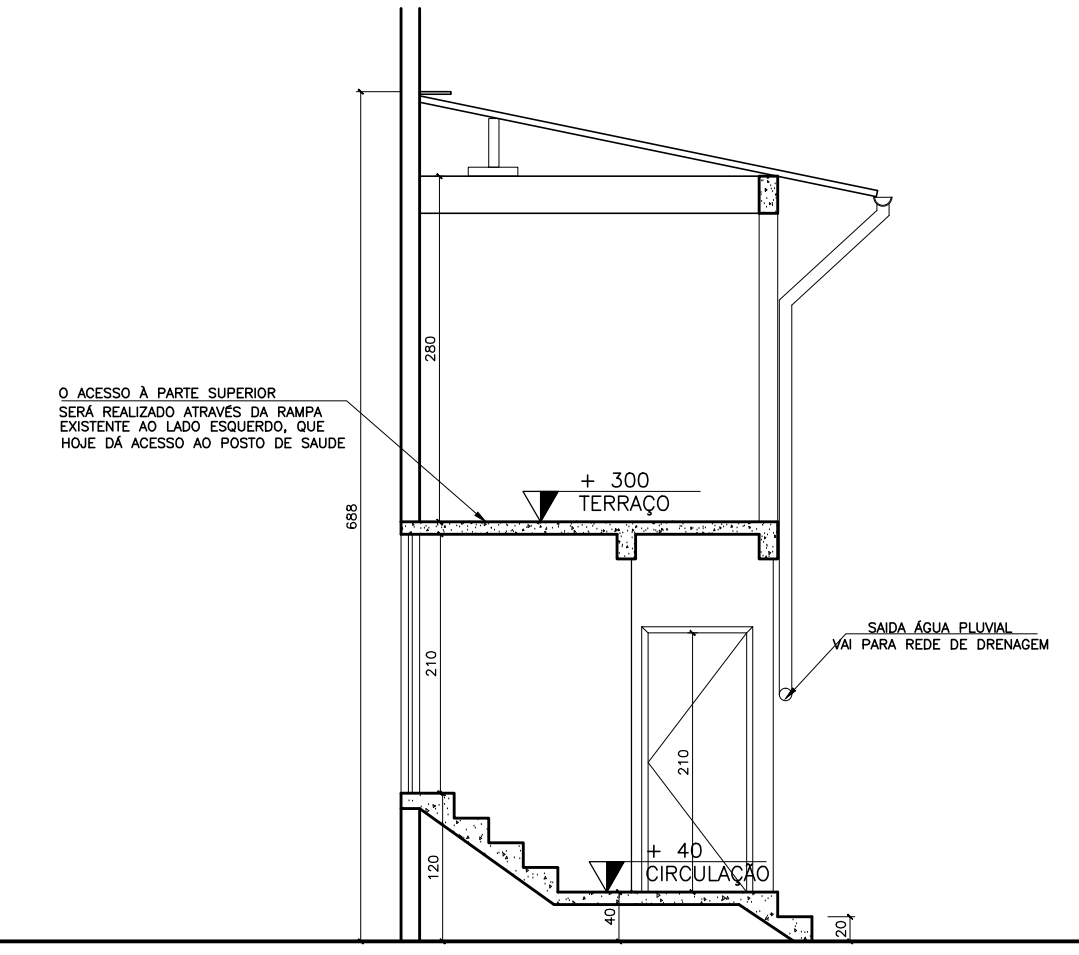 280
O ACESSO À PARTE SUPERIOR
SERÁ REALIZADO ATRAVÉS DA RAMPA
EXISTENTE AO LADO ESQUERDO, QUE
HOJE DÁ ACESSO AO POSTO DE SAUDE
+ 300
TERRAÇO
688
SAIDA ÁGUA PLUVIAL
VAI PARA REDE DE DRENAGEM
210
210
+ 40
CIRCULAÇÃO
120
40
20